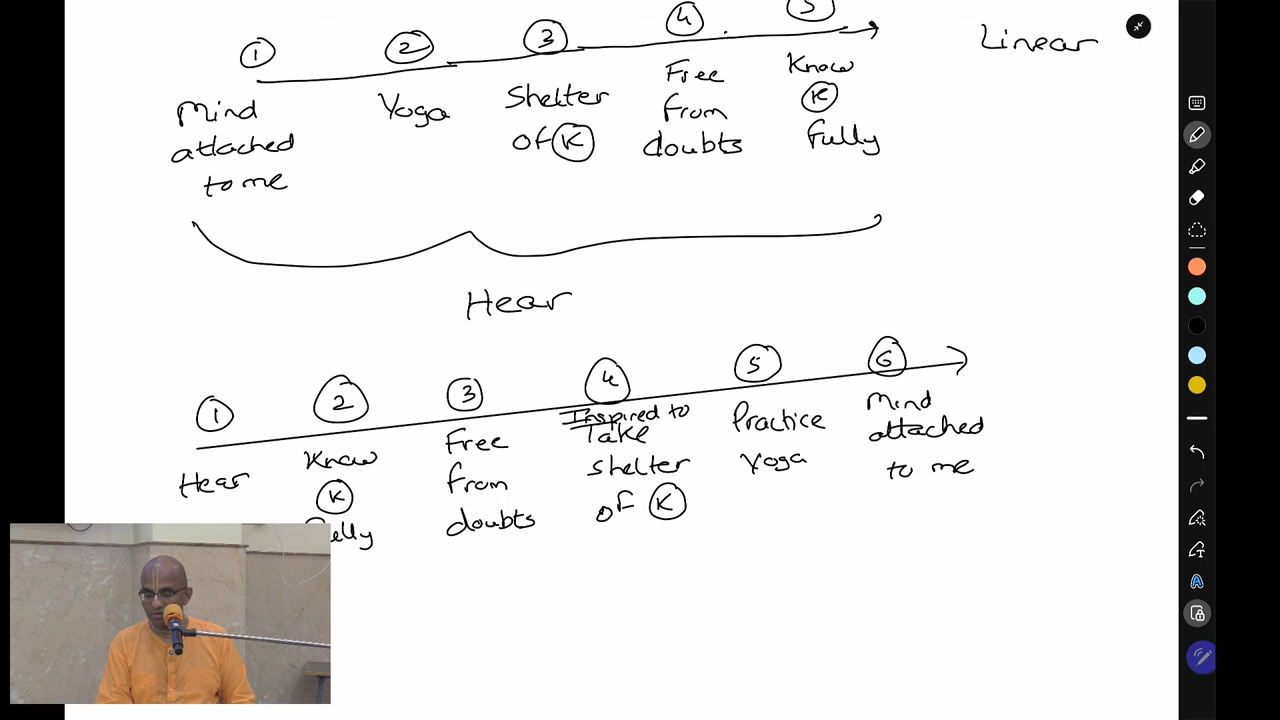 ① ② ③ ④ ⑤ Linear
Mind
attached
to me
Yoga
Shelter
of Ⓚ
Free
from
doubts
Know
Ⓚ
fully
Hear
① ② ③ ④ ⑤ ⑥
Hear
Know
Ⓚ
Free
from
doubts
Inspired to
Take
shelter
of Ⓚ
Practice
Yoga
Mind
attached
to me